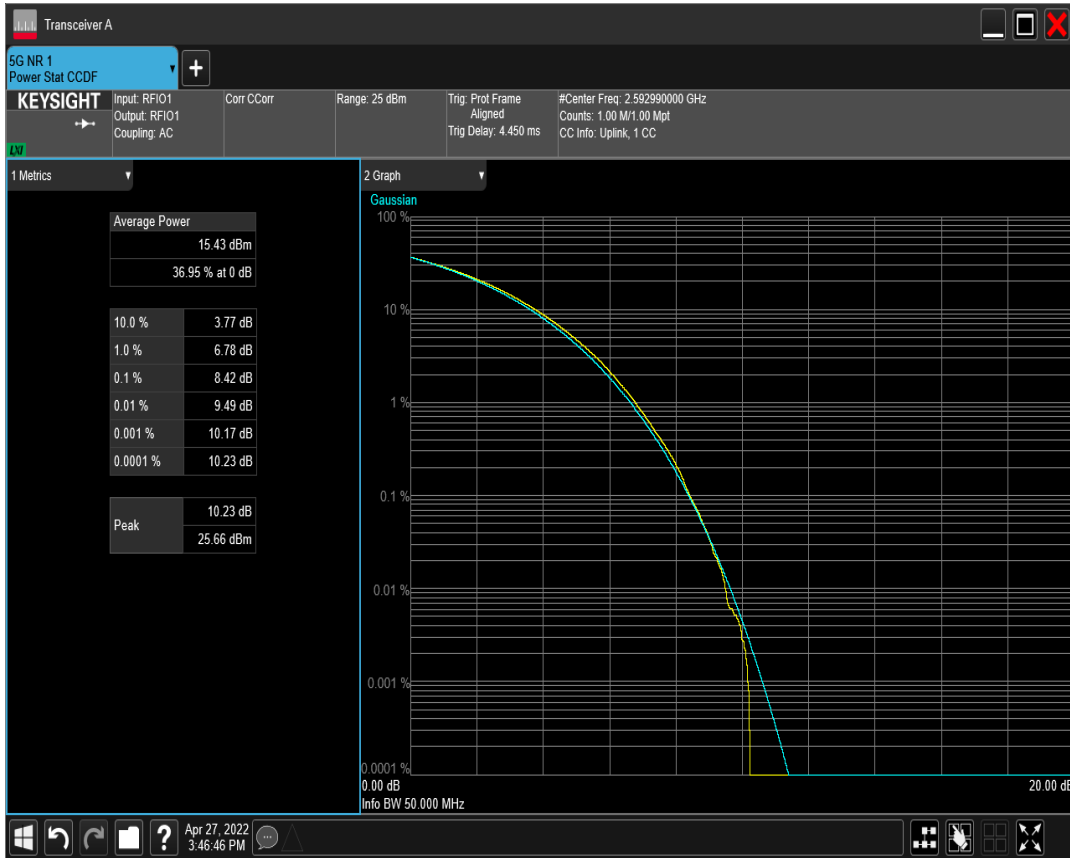 Transceiver A
5G NR 1
Power Stat CCDF
KEYSIGHT
LXI
Input: RFIO1
Output: RFIO1
Coupling: AC
Corr CCorr
Range: 25 dBm
Trig: Prot Frame
Aligned
Trig Delay: 4.450 ms
#Center Freq: 2.592990000 GHz
Counts: 1.00 M/1.00 Mpt
CC Info: Uplink, 1 CC
1 Metrics
Average Power
15.43 dBm
36.95 % at 0 dB
10.0 % 3.77 dB
1.0 % 6.78 dB
0.1 % 8.42 dB
0.01 % 9.49 dB
0.001 % 10.17 dB
0.0001 % 10.23 dB
Peak
10.23 dB
25.66 dBm
2 Graph
Gaussian
100 %
10 %
1 %
0.1 %
0.01 %
0.001 %
0.0001 %
0.00 dB 20.00 dB
Info BW 50.000 MHz
? Apr 27, 2022
3:46:46 PM